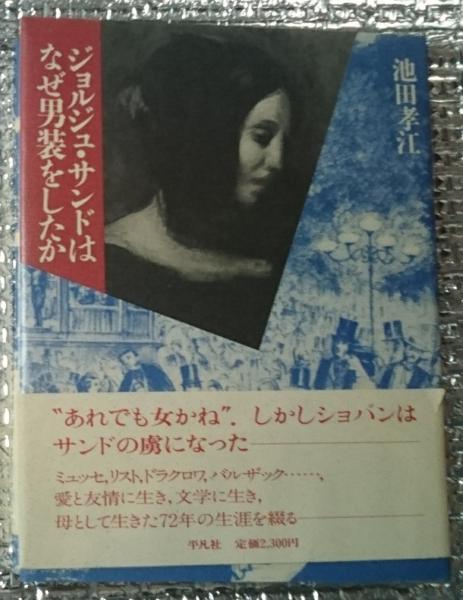 ジョルジュ・サンドは
なぜ男装をしたか
池田孝江
"あれでも女かね". しかしショパンは
サンドの虜になった────
ミュッセ, リスト, ドラクロワ, バルザック……,
愛と友情に生き, 文学に生き,
母として生きた72年の生涯を綴る────
平凡社 定価2,300円